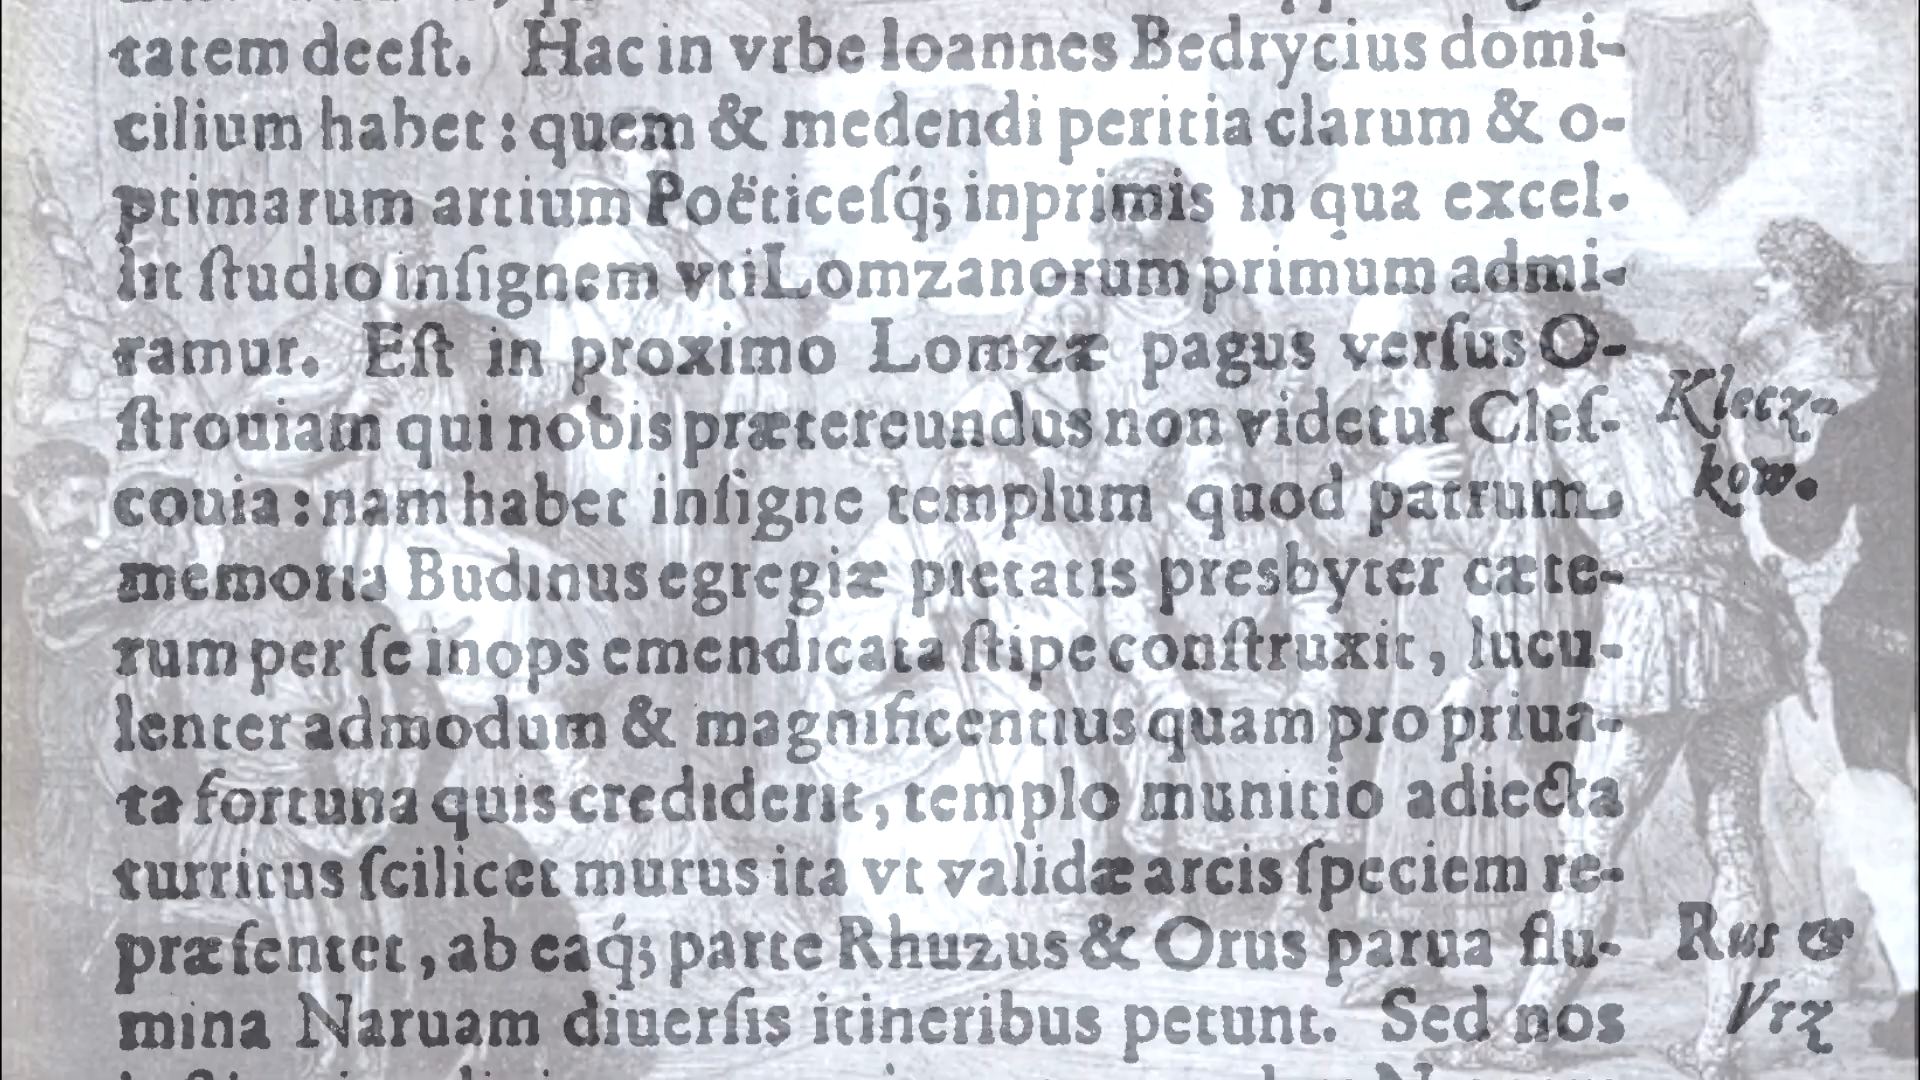 tatem deeſt. Hac in vrbe Ioannes Bedrycius domi-
cilium habet : quem & medendi peritia clarum & o-
ptimarum artium Poëticeſq́; inprimis in qua excel-
lit ſtudio inſignem vti Lomzanorum primum admi-
ramur. Eſt in proximo Lomzæ pagus verſus O-
ſtrouiam qui nobis prætereundus non videtur Cleſ-
Klecz-
kow.
couia : nam habet inſigne templum quod patrum
memoria Budinus egregiæ pietatis presbyter cæte-
rum per ſe inops emendicata ſtipe conſtruxit, lucu-
lenter admodum & magnificentius quam pro priua-
ta fortuna quis crediderit, templo munitio adiecta
turritus ſcilicet murus ita vt validæ arcis ſpeciem re-
præſentet, ab eaq́; parte Rhuzus & Orus parua flu-
Rus &
Vrz
mina Naruam diuerſis itineribus petunt. Sed nos